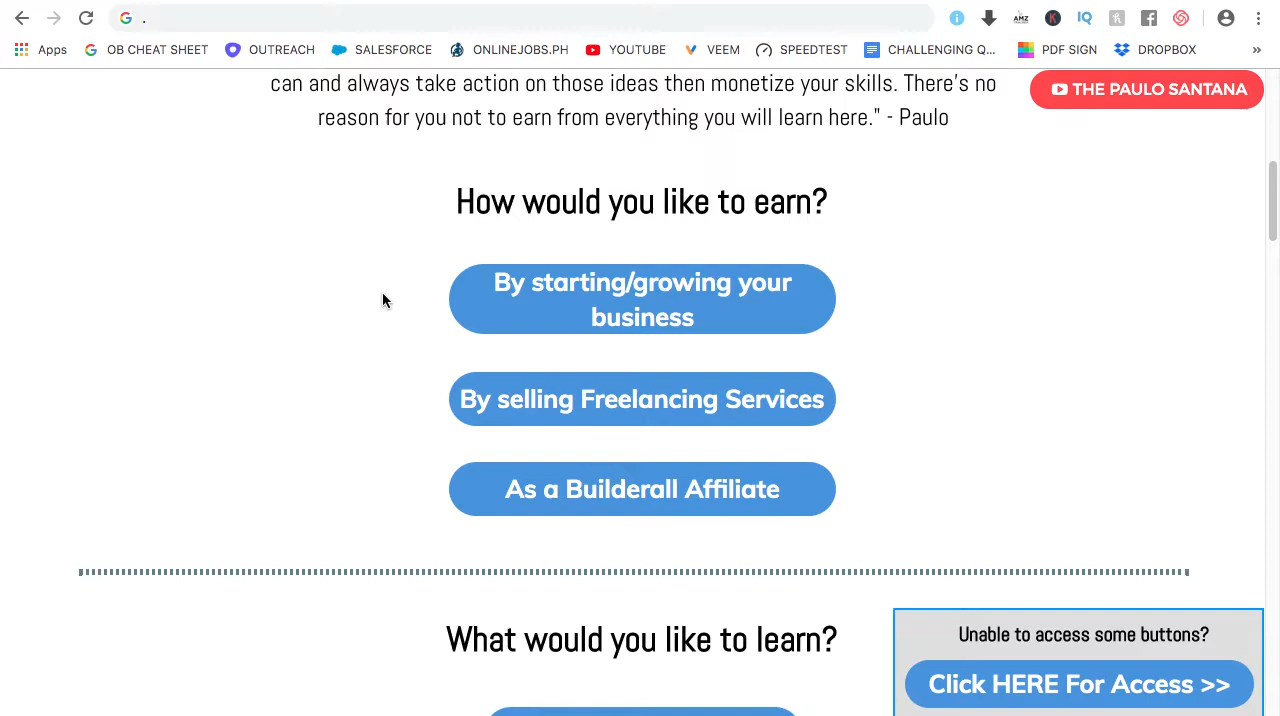 .
Apps OB CHEAT SHEET OUTREACH SALESFORCE ONLINEJOBS.PH YOUTUBE VEEM SPEEDTEST CHALLENGING Q... PDF SIGN DROPBOX »
can and always take action on those ideas then monetize your skills. There's no
reason for you not to earn from everything you will learn here." - Paulo
THE PAULO SANTANA
How would you like to earn?
By starting/growing your
business
By selling Freelancing Services
As a Builderall Affiliate
What would you like to learn?
Unable to access some buttons?
Click HERE For Access >>